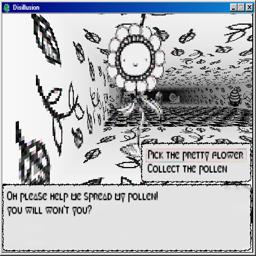 Disillusion
Pick the pretty flower
Collect the pollen
Oh please help me spread my pollen!
you will won't you?